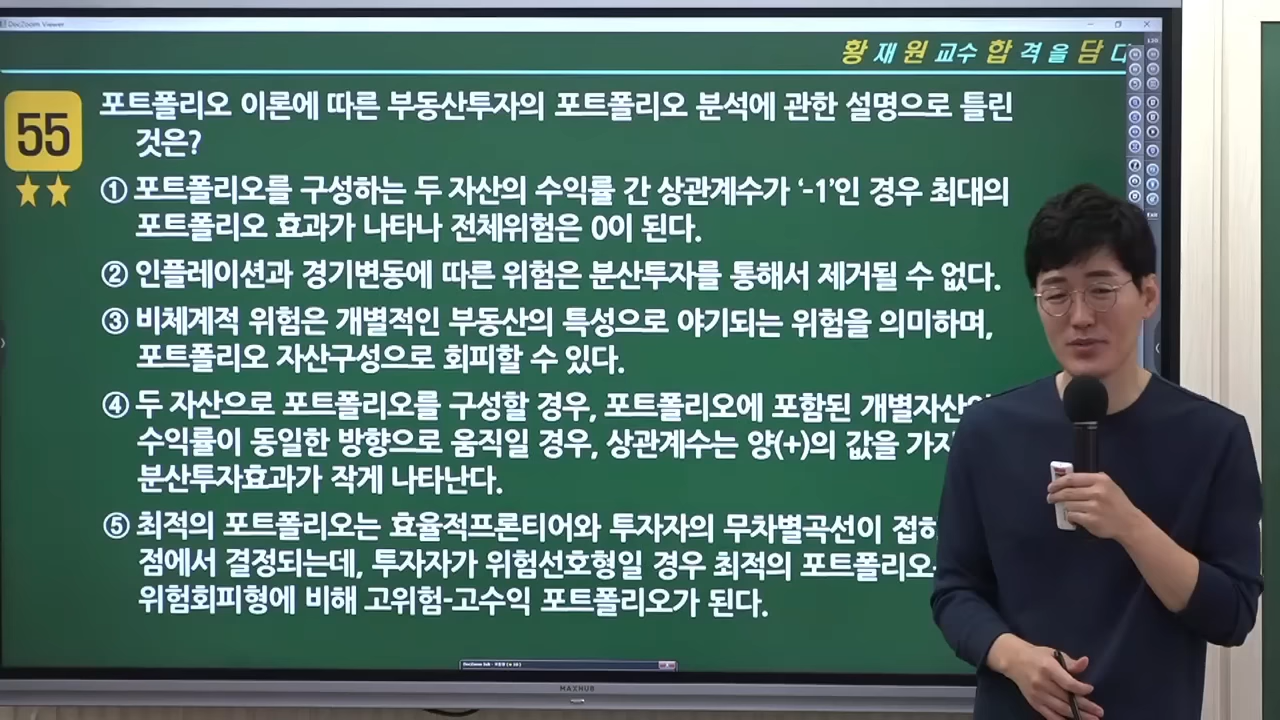 DocZoom Viewer
황재원 교수 합격을 담다
55
포트폴리오 이론에 따른 부동산투자의 포트폴리오 분석에 관한 설명으로 틀린
것은?
① 포트폴리오를 구성하는 두 자산의 수익률 간 상관계수가 ‘-1’인 경우 최대의
포트폴리오 효과가 나타나 전체위험은 0이 된다.
② 인플레이션과 경기변동에 따른 위험은 분산투자를 통해서 제거될 수 없다.
③ 비체계적 위험은 개별적인 부동산의 특성으로 야기되는 위험을 의미하며,
포트폴리오 자산구성으로 회피할 수 있다.
④ 두 자산으로 포트폴리오를 구성할 경우, 포트폴리오에 포함된 개별자산의
수익률이 동일한 방향으로 움직일 경우, 상관계수는 양(+)의 값을 가지
분산투자효과가 작게 나타난다.
⑤ 최적의 포트폴리오는 효율적프론티어와 투자자의 무차별곡선이 접하
점에서 결정되는데, 투자자가 위험선호형일 경우 최적의 포트폴리오
위험회피형에 비해 고위험-고수익 포트폴리오가 된다.
MAXHUB